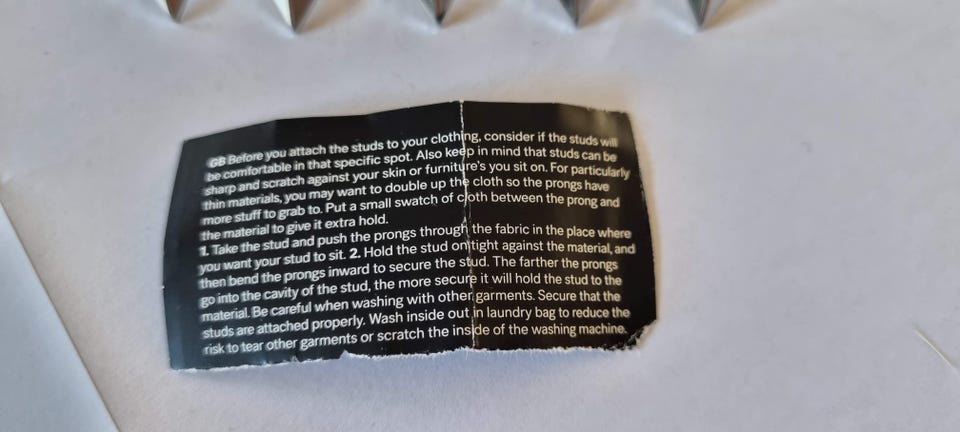 GB Before you attach the studs to your clothing, consider if the studs will
be comfortable in that specific spot. Also keep in mind that studs can be
sharp and scratch against your skin or furniture's you sit on. For particularly
thin materials, you may want to double up the cloth so the prongs have
more stuff to grab to. Put a small swatch of cloth between the prong and
the material to give it extra hold.
1. Take the stud and push the prongs through the fabric in the place where
you want your stud to sit. 2. Hold the stud on tight against the material, and
then bend the prongs inward to secure the stud. The farther the prongs
go into the cavity of the stud, the more secure it will hold the stud to the
material. Be careful when washing with other garments. Secure that the
studs are attached properly. Wash inside out in laundry bag to reduce the
risk to tear other garments or scratch the inside of the washing machine.